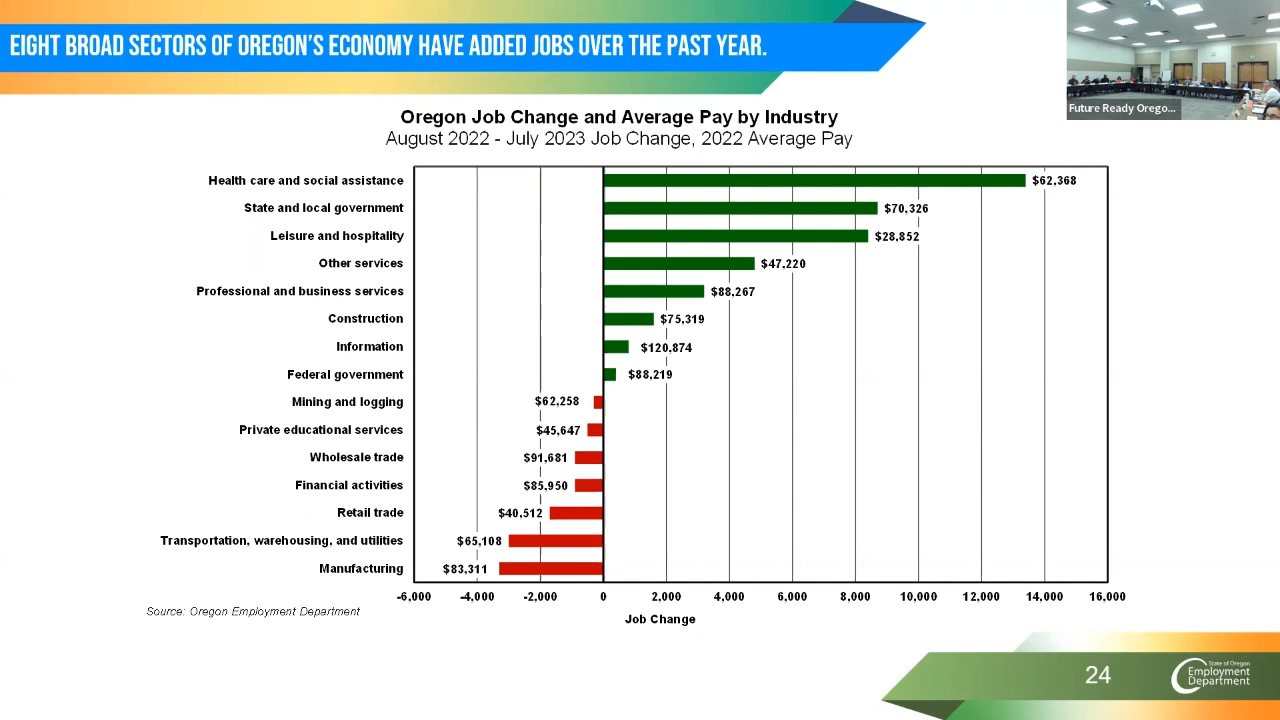 EIGHT BROAD SECTORS OF OREGON'S ECONOMY HAVE ADDED JOBS OVER THE PAST YEAR.
Future Ready Orego...
Oregon Job Change and Average Pay by Industry
August 2022 - July 2023 Job Change, 2022 Average Pay
Health care and social assistance $62,368
State and local government $70,326
Leisure and hospitality $28,852
Other services $47,220
Professional and business services $88,267
Construction $75,319
Information $120,874
Federal government $88,219
Mining and logging $62,258
Private educational services $45,647
Wholesale trade $91,681
Financial activities $85,950
Retail trade $40,512
Transportation, warehousing, and utilities $65,108
Manufacturing $83,311
-6,000 -4,000 -2,000 0 2,000 4,000 6,000 8,000 10,000 12,000 14,000 16,000
Job Change
Source: Oregon Employment Department
24
State of Oregon
Employment
Department